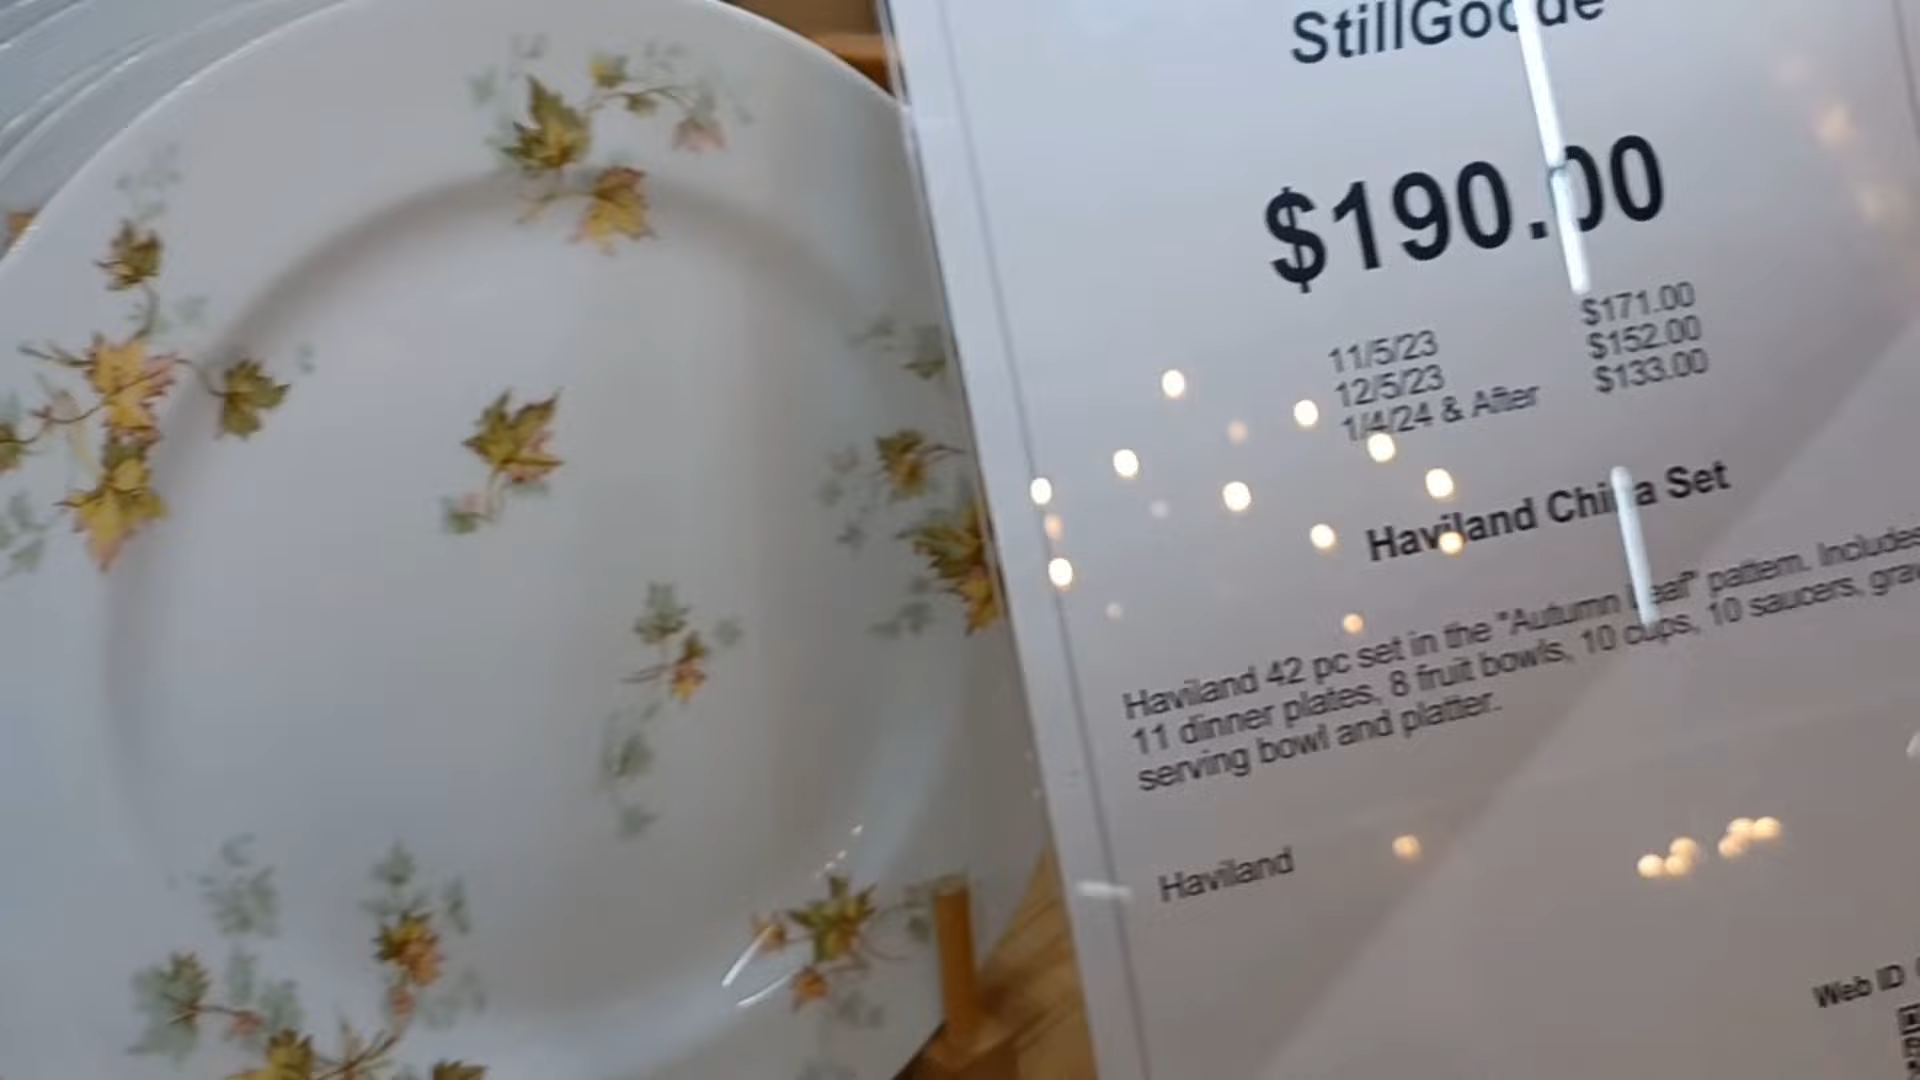 StillGoode
$190.00
11/5/23 $171.00
12/5/23 $152.00
1/4/24 & After $133.00
Haviland China Set
Haviland 42 pc set in the "Autumn Leaf" pattern. Includes
11 dinner plates, 8 fruit bowls, 10 cups, 10 saucers,
serving bowl and platter.
Haviland
Web ID